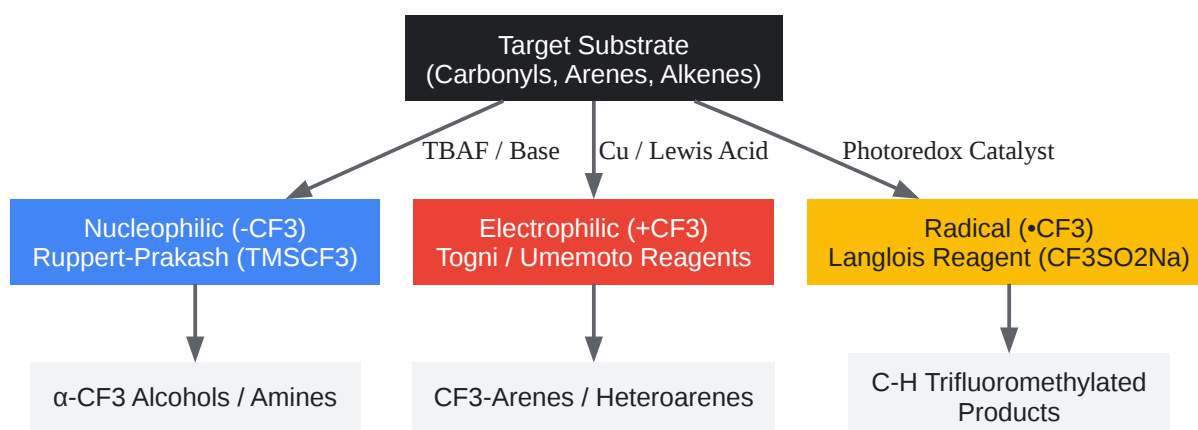 Target Substrate
(Carbonyls, Arenes, Alkenes)
TBAF / Base
Cu / Lewis Acid
Photoredox Catalyst
Nucleophilic (-CF3)
Ruppert-Prakash (TMSCF3)
Electrophilic (+CF3)
Togni / Umemoto Reagents
Radical (•CF3)
Langlois Reagent (CF3SO2Na)
α-CF3 Alcohols / Amines
CF3-Arenes / Heteroarenes
C-H Trifluoromethylated
Products